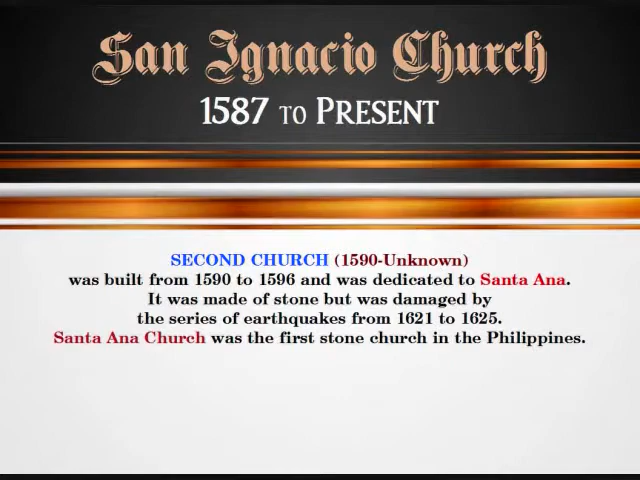 San Ignacio Church
1587 TO PRESENT
SECOND CHURCH (1590-Unknown)
was built from 1590 to 1596 and was dedicated to Santa Ana.
It was made of stone but was damaged by
the series of earthquakes from 1621 to 1625.
Santa Ana Church was the first stone church in the Philippines.